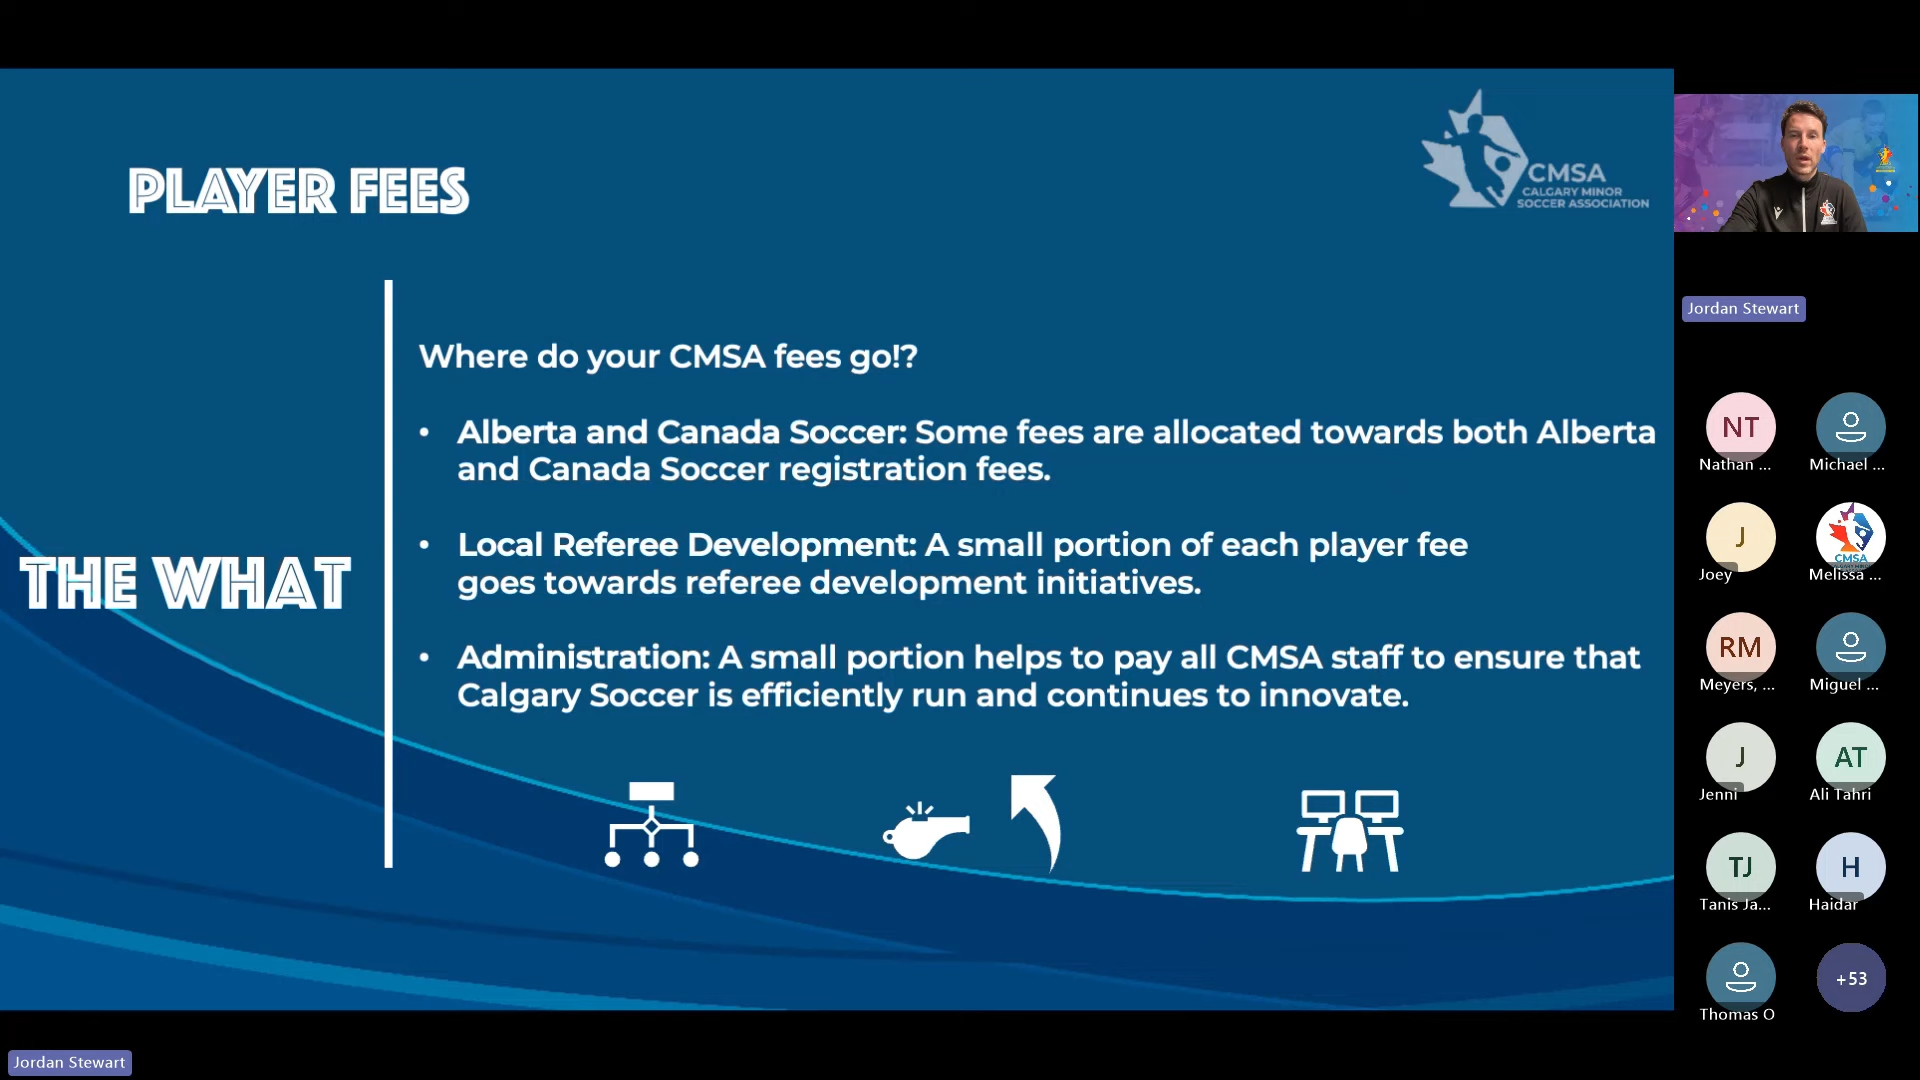 PLAYER FEES
CMSA
CALGARY MINOR
SOCCER ASSOCIATION
THE WHAT
Where do your CMSA fees go!?
• Alberta and Canada Soccer: Some fees are allocated towards both Alberta
and Canada Soccer registration fees.
• Local Referee Development: A small portion of each player fee
goes towards referee development initiatives.
• Administration: A small portion helps to pay all CMSA staff to ensure that
Calgary Soccer is efficiently run and continues to innovate.
Jordan Stewart
NT
Nathan ...
Michael ...
J
Joey
CMSA
Melissa ...
RM
Meyers, ...
Miguel ...
J
Jenni
AT
Ali Tahri
TJ
Tanis Ja...
H
Haidar
Thomas O
+53
Jordan Stewart